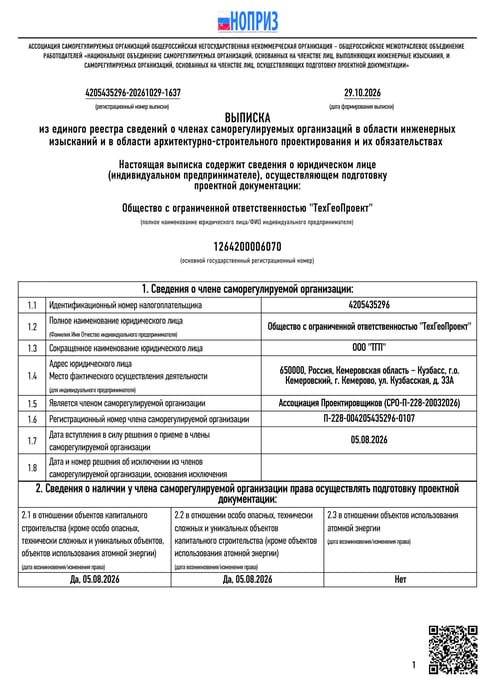 НОПРИЗ
АССОЦИАЦИЯ САМОРЕГУЛИРУЕМЫХ ОРГАНИЗАЦИЙ ОБЩЕРОССИЙСКАЯ НЕГОСУДАРСТВЕННАЯ НЕКОММЕРЧЕСКАЯ ОРГАНИЗАЦИЯ – ОБЩЕРОССИЙСКОЕ МЕЖОТРАСЛЕВОЕ ОБЪЕДИНЕНИЕ
РАБОТОДАТЕЛЕЙ «НАЦИОНАЛЬНОЕ ОБЪЕДИНЕНИЕ САМОРЕГУЛИРУЕМЫХ ОРГАНИЗАЦИЙ, ОСНОВАННЫХ НА ЧЛЕНСТВЕ ЛИЦ, ВЫПОЛНЯЮЩИХ ИНЖЕНЕРНЫЕ ИЗЫСКАНИЯ, И
САМОРЕГУЛИРУЕМЫХ ОРГАНИЗАЦИЙ, ОСНОВАННЫХ НА ЧЛЕНСТВЕ ЛИЦ, ОСУЩЕСТВЛЯЮЩИХ ПОДГОТОВКУ ПРОЕКТНОЙ ДОКУМЕНТАЦИИ»
4205435296-20261029-1637 29.10.2026
(регистрационный номер выписки) (дата формирования выписки)
ВЫПИСКА
из единого реестра сведений о членах саморегулируемых организаций в области инженерных
изысканий и в области архитектурно-строительного проектирования и их обязательствах
Настоящая выписка содержит сведения о юридическом лице
(индивидуальном предпринимателе), осуществляющем подготовку
проектной документации:
Общество с ограниченной ответственностью "ТехГеоПроект"
(полное наименование юридического лица/ФИО индивидуального предпринимателя)
1264200006070
(основной государственный регистрационный номер)
1. Сведения о члене саморегулируемой организации:
1.1 Идентификационный номер налогоплательщика 4205435296
1.2 Полное наименование юридического лица
(Фамилия Имя Отчество индивидуального предпринимателя)
Общество с ограниченной ответственностью "ТехГеоПроект"
1.3 Сокращенное наименование юридического лица ООО "ТГП"
1.4 Адрес юридического лица
Место фактического осуществления деятельности
(для индивидуального предпринимателя)
650000, Россия, Кемеровская область – Кузбасс, г.о.
Кемеровский, г. Кемерово, ул. Кузбасская, д. 33А
1.5 Является членом саморегулируемой организации Ассоциация Проектировщиков (СРО-П-228-20032026)
1.6 Регистрационный номер члена саморегулируемой организации П-228-004205435296-0107
1.7 Дата вступления в силу решения о приеме в члены
саморегулируемой организации
05.08.2026
1.8 Дата и номер решения об исключении из членов
саморегулируемой организации, основания исключения
2. Сведения о наличии у члена саморегулируемой организации права осуществлять подготовку проектной
документации:
2.1 в отношении объектов капитального
строительства (кроме особо опасных,
технически сложных и уникальных объектов,
объектов использования атомной энергии)
(дата возникновения/изменения права)
2.2 в отношении особо опасных, технически
сложных и уникальных объектов
капитального строительства (кроме объектов
использования атомной энергии)
(дата возникновения/изменения права)
2.3 в отношении объектов использования
атомной энергии
(дата возникновения/изменения права)
Да, 05.08.2026 Да, 05.08.2026 Нет
1